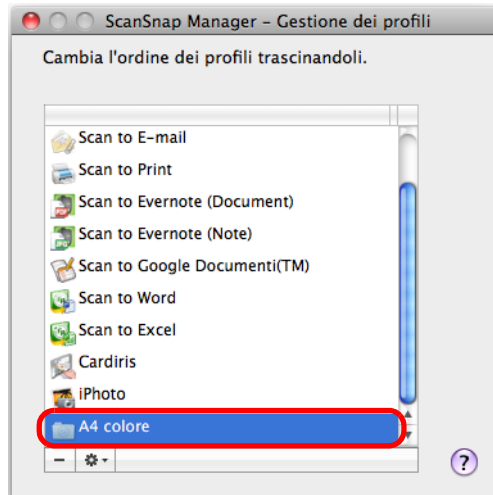 ScanSnap Manager – Gestione dei profili
Cambia l'ordine dei profili trascinandoli.
Scan to E-mail
Scan to Print
Scan to Evernote (Document)
Scan to Evernote (Note)
Scan to Google Documenti(TM)
Scan to Word
Scan to Excel
Cardiris
iPhoto
A4 colore
?